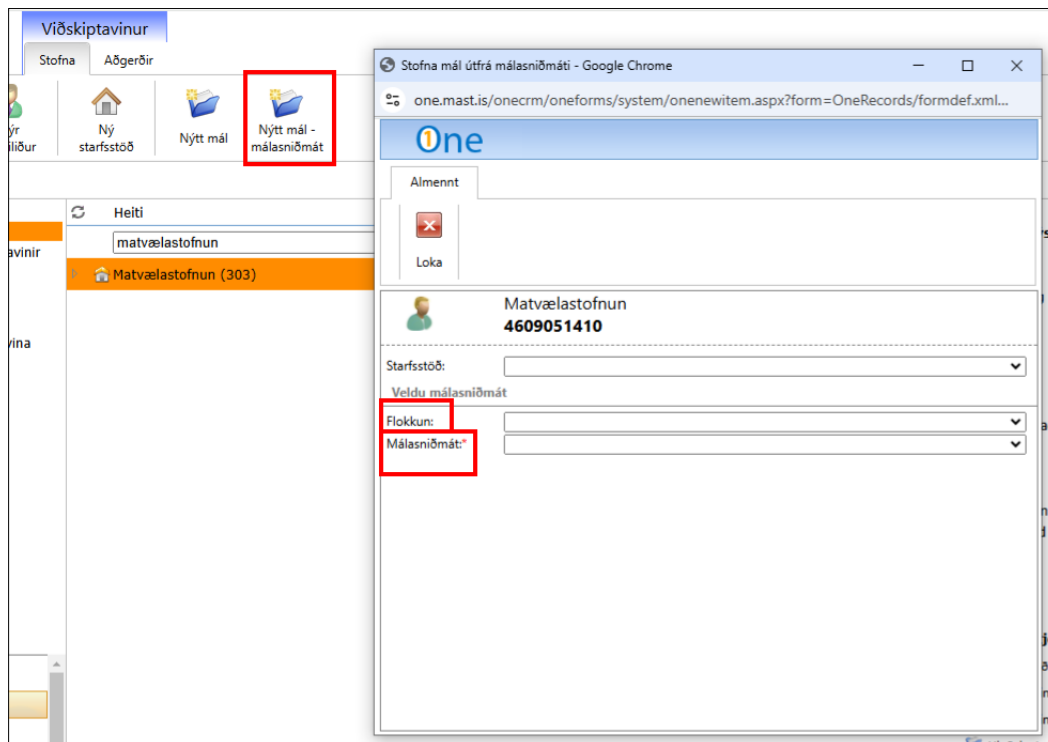 Viðskiptavinur
Stofna Aðgerðir
Ný
starfsstöð
Nýtt mál
Nýtt mál -
málasniðmát
Heiti
matvælastofnun
Matvælastofnun (303)
Stofna mál útfrá málasniðmáti - Google Chrome
one.mast.is/onecrm/oneforms/system/onenewitem.aspx?form=OneRecords/formdef.xml...
One
Almennt
Loka
Matvælastofnun
4609051410
Starfsstöð:
Veldu málasniðmát
Flokkun:
Málasniðmát:*